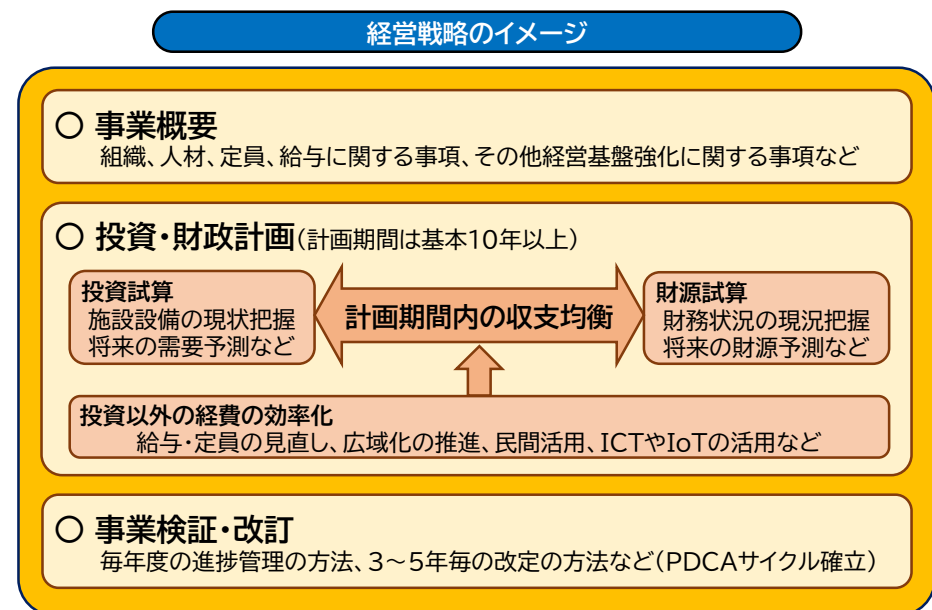 経営戦略のイメージ
〇 事業概要
組織、人材、定員、給与に関する事項、その他経営基盤強化に関する事項など
〇 投資・財政計画(計画期間は基本10年以上)
投資試算
施設設備の現状把握
将来の需要予測など
計画期間内の収支均衡
財源試算
財務状況の現況把握
将来の財源予測など
投資以外の経費の効率化
給与・定員の見直し、広域化の推進、民間活用、ICTやIoTの活用など
〇 事業検証・改訂
毎年度の進捗管理の方法、3～5年毎の改定の方法など(PDCAサイクル確立)